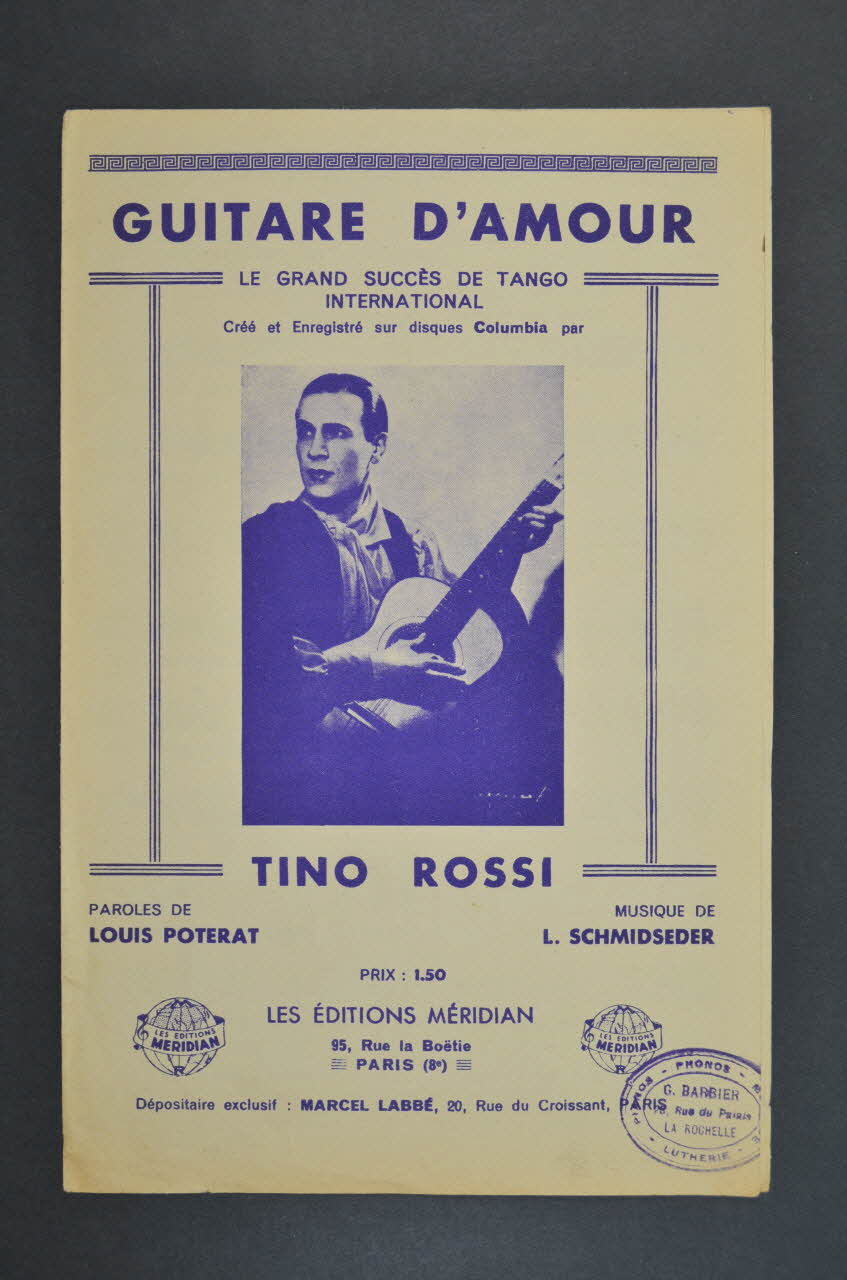 GUITARE D'AMOUR
LE GRAND SUCCÈS DE TANGO
INTERNATIONAL
Créé et Enregistré sur disques Columbia par
TINO ROSSI
PAROLES DE
LOUIS POTERAT
MUSIQUE DE
L. SCHMIDSEDER
PRIX : 1.50
LES ÉDITIONS MÉRIDIAN
95, Rue la Boëtie
PARIS (8e)
LES EDITIONS
MERIDIAN
LES EDITIONS
MERIDIAN
Dépositaire exclusif : MARCEL LABBÉ, 20, Rue du Croissant, PARIS
PIANOS - PHONOS -
G. BARBIER
Rue du
LA ROCHELLE
- LUTHERIE -